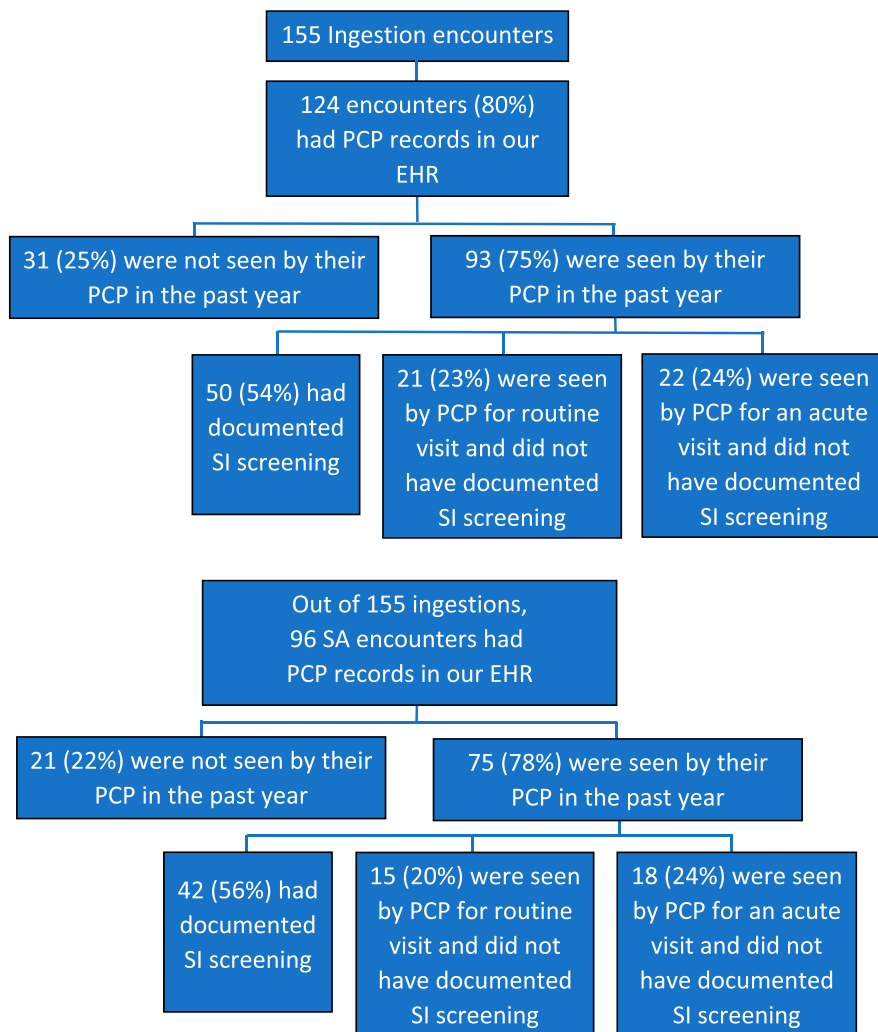 155 Ingestion encounters
124 encounters (80%)
had PCP records in our
EHR
31 (25%) were not seen by their
PCP in the past year
93 (75%) were seen by their
PCP in the past year
50 (54%) had
documented
SI screening
21 (23%) were seen
by PCP for routine
visit and did not
have documented
SI screening
22 (24%) were seen
by PCP for an acute
visit and did not
have documented
SI screening
Out of 155 ingestions,
96 SA encounters had
PCP records in our EHR
21 (22%) were not seen by their
PCP in the past year
75 (78%) were seen by their
PCP in the past year
42 (56%) had
documented
SI screening
15 (20%) were seen
by PCP for routine
visit and did not
have documented
SI screening
18 (24%) were seen
by PCP for an acute
visit and did not
have documented
SI screening